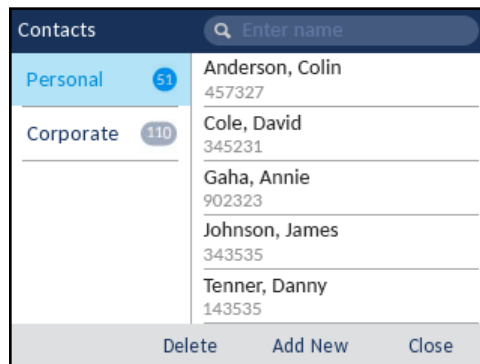 Contacts
Enter name
Personal 51
Corporate 110
Anderson, Colin
457327
Cole, David
345231
Gaha, Annie
902323
Johnson, James
343535
Tenner, Danny
143535
Delete Add New Close